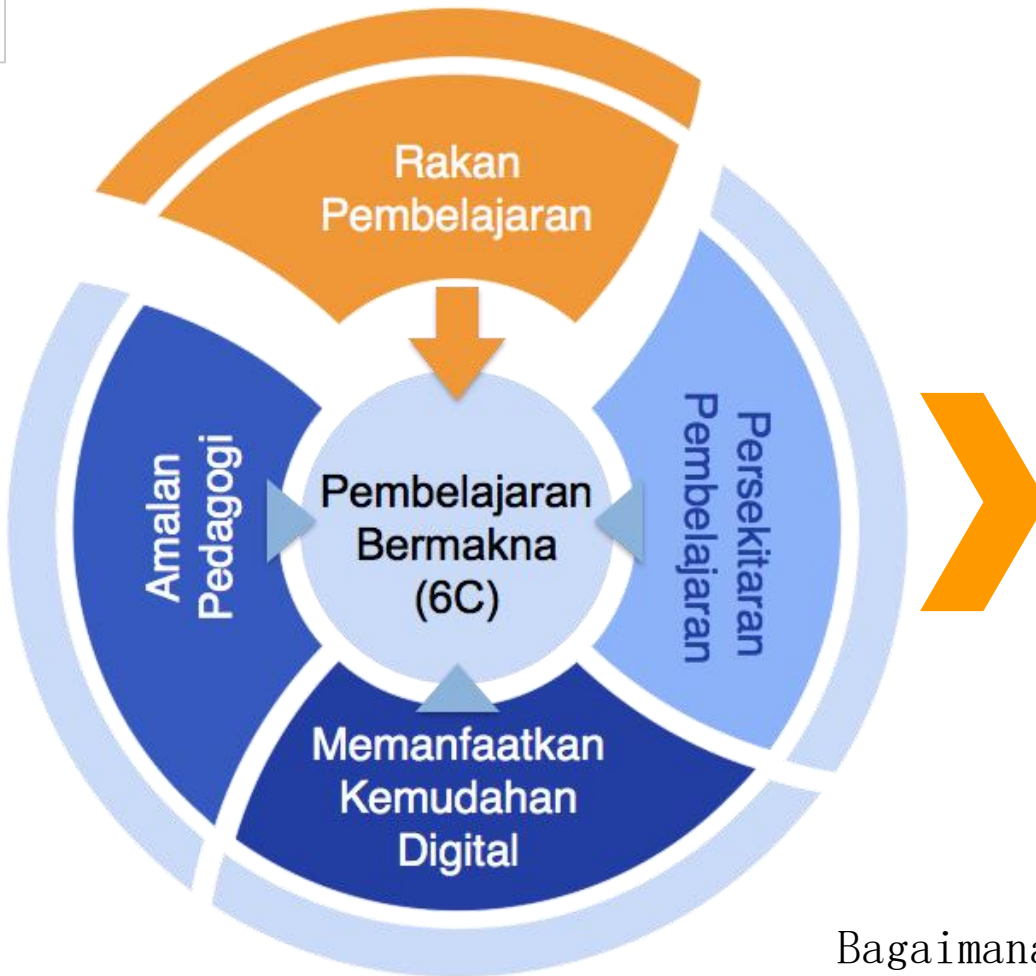 Rakan
Pembelajaran
Persekitaran
Pembelajaran
Amalan
Pedagogi
Pembelajaran
Bermakna
(6C)
Memanfaatkan
Kemudahan
Digital
Bagaimana